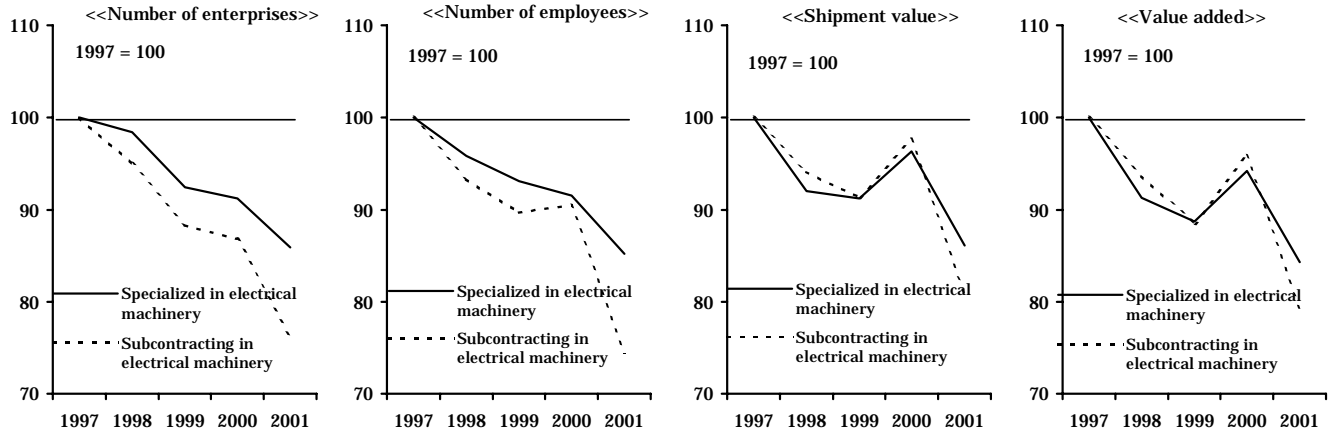 <<Number of enterprises>>
110
1997 = 100
100
90
80
70
Specialized in electrical
machinery
Subcontracting in
electrical machinery
1997 1998 1999 2000 2001
<<Number of employees>>
110
1997 = 100
100
90
80
70
Specialized in electrical
machinery
Subcontracting in
electrical machinery
1997 1998 1999 2000 2001
<<Shipment value>>
110
1997 = 100
100
90
80
70
Specialized in electrical
machinery
Subcontracting in
electrical machinery
1997 1998 1999 2000 2001
<<Value added>>
110
1997 = 100
100
90
80
70
Specialized in electrical
machinery
Subcontracting in
electrical machinery
1997 1998 1999 2000 2001